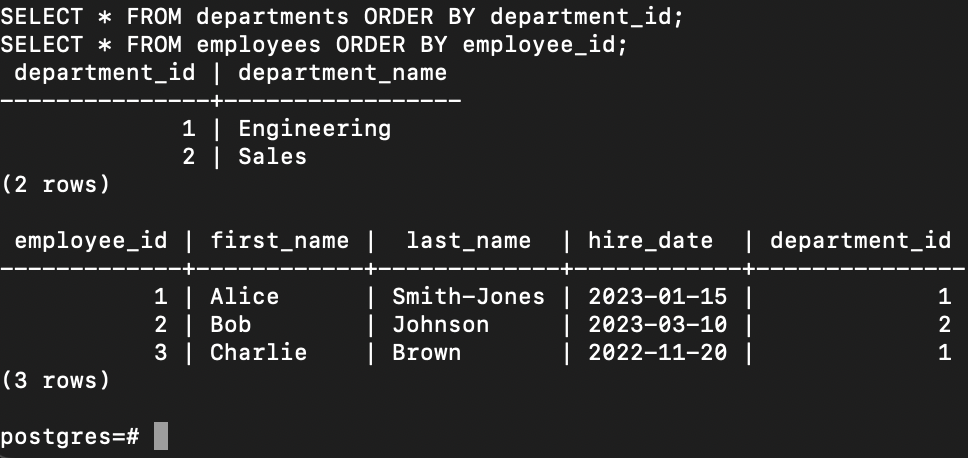 SELECT * FROM departments ORDER BY department_id;
SELECT * FROM employees ORDER BY employee_id;
 department_id | department_name
---------------+-----------------
             1 | Engineering
             2 | Sales
(2 rows)

 employee_id | first_name |  last_name  | hire_date  | department_id
-------------+------------+-------------+------------+---------------
           1 | Alice      | Smith-Jones | 2023-01-15 |             1
           2 | Bob        | Johnson     | 2023-03-10 |             2
           3 | Charlie    | Brown       | 2022-11-20 |             1
(3 rows)

postgres=#